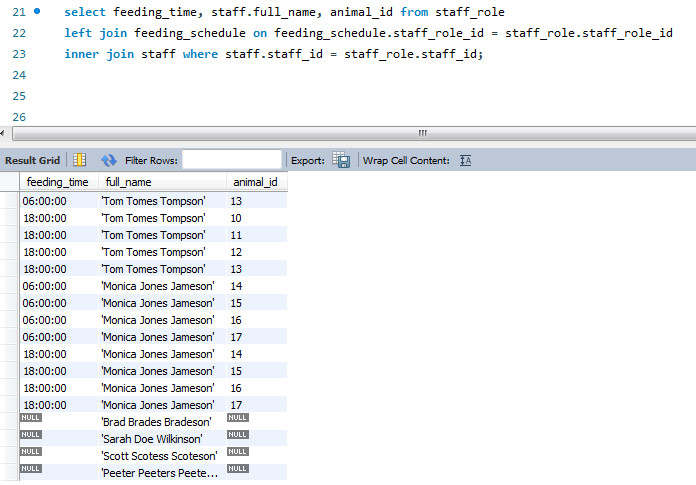 21 select feeding_time, staff.full_name, animal_id from staff_role
22 left join feeding_schedule on feeding_schedule.staff_role_id = staff_role.staff_role_id
23 inner join staff where staff.staff_id = staff_role.staff_id;
24
25
26
Result Grid Filter Rows: Export: Wrap Cell Content: IA
feeding_time full_name animal_id
06:00:00 'Tom Tomes Tompson' 13
18:00:00 'Tom Tomes Tompson' 10
18:00:00 'Tom Tomes Tompson' 11
18:00:00 'Tom Tomes Tompson' 12
18:00:00 'Tom Tomes Tompson' 13
06:00:00 'Monica Jones Jameson' 14
06:00:00 'Monica Jones Jameson' 15
06:00:00 'Monica Jones Jameson' 16
06:00:00 'Monica Jones Jameson' 17
18:00:00 'Monica Jones Jameson' 14
18:00:00 'Monica Jones Jameson' 15
18:00:00 'Monica Jones Jameson' 16
18:00:00 'Monica Jones Jameson' 17
NULL 'Brad Brades Bradeson' NULL
NULL 'Sarah Doe Wilkinson' NULL
NULL 'Scott Scotess Scoteson' NULL
NULL 'Peeter Peeters Peete... NULL